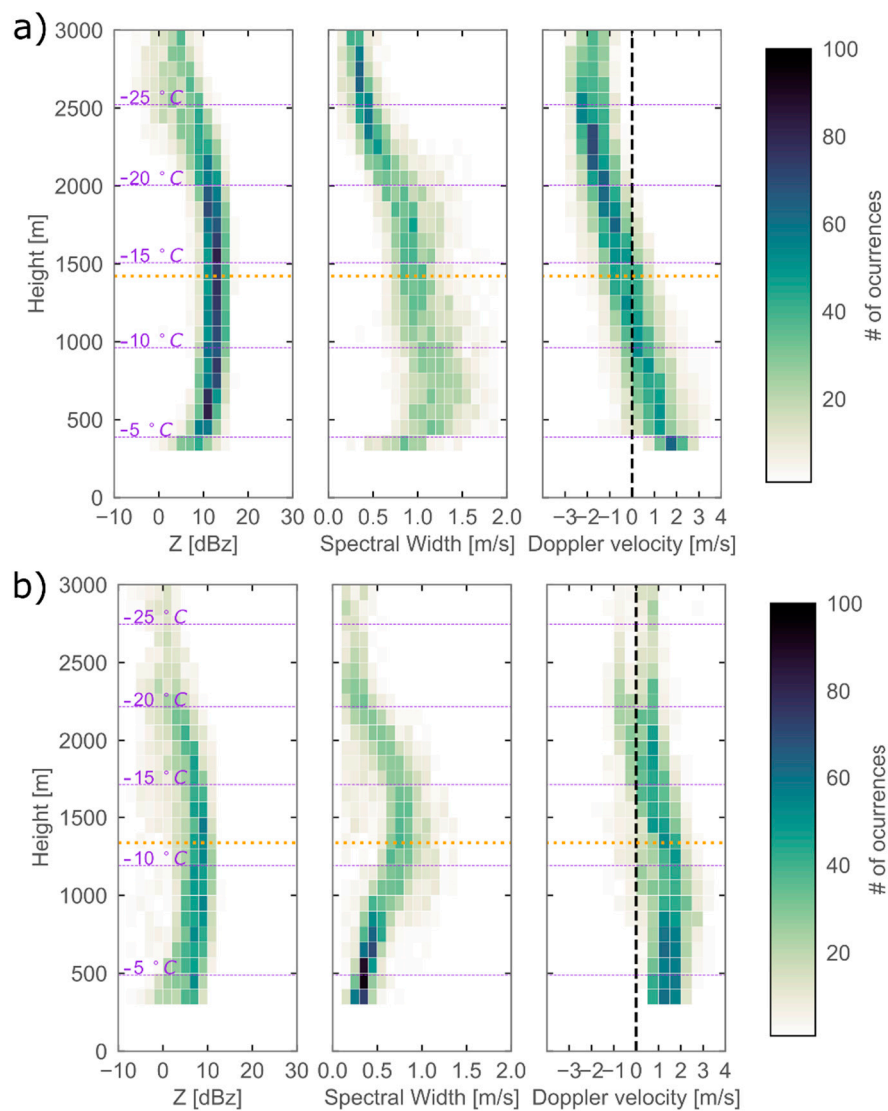 a)
3000
2500
2000
1500
1000
500
0
Height [m]
-25 °C
-20 °C
-15 °C
-10 °C
-5 °C
−10 0 10 20 30
Z [dBz]
0.0 0.5 1.0 1.5 2.0
Spectral Width [m/s]
−3 −2 −1 0 1 2 3 4
Doppler velocity [m/s]
100
80
60
40
20
# of ocurrences
b)
3000
2500
2000
1500
1000
500
0
Height [m]
-25 °C
-20 °C
-15 °C
-10 °C
-5 °C
−10 0 10 20 30
Z [dBz]
0.0 0.5 1.0 1.5 2.0
Spectral Width [m/s]
−3 −2 −1 0 1 2 3 4
Doppler velocity [m/s]
100
80
60
40
20
# of ocurrences